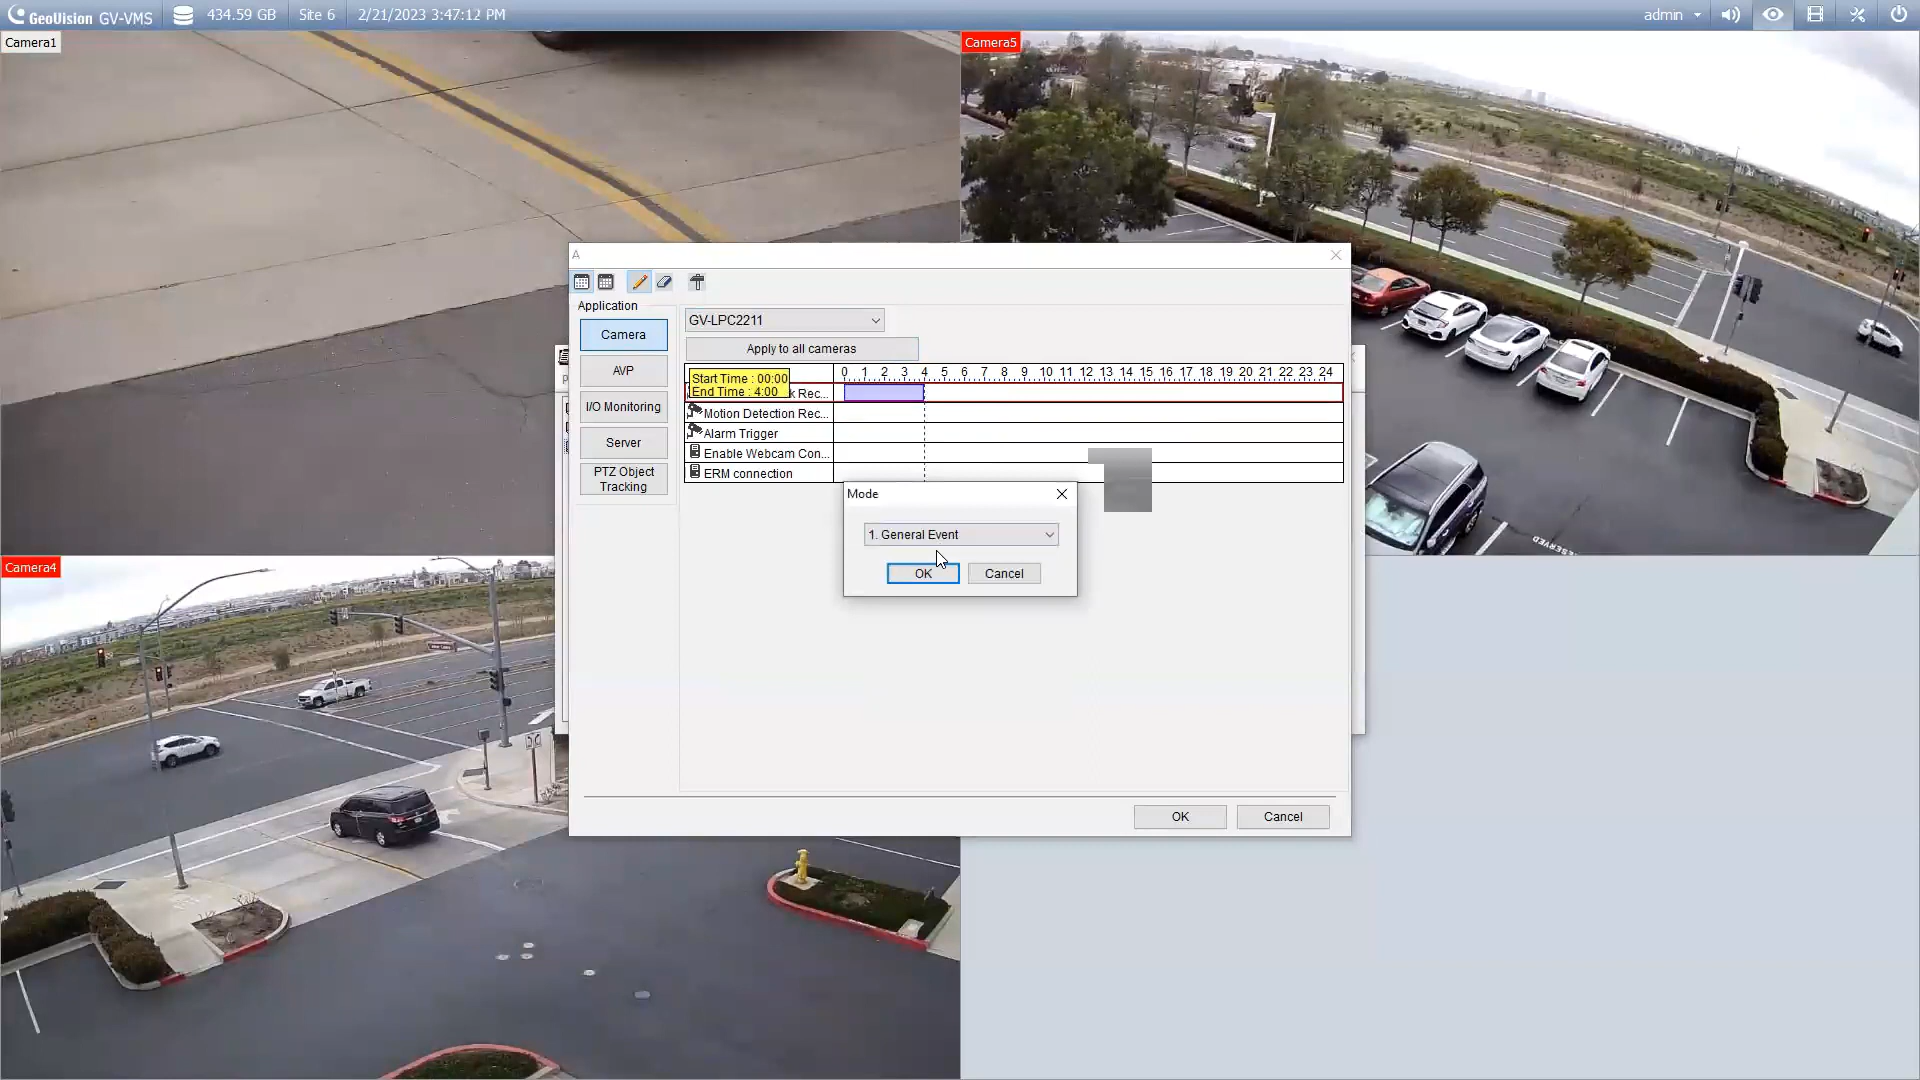 GeoVision GV-VMS
434.59 GB
Site 6
2/21/2023 3:47:12 PM
admin
Camera1
Camera5
Camera4
RESERVED
A
Application
Camera
AVP
I/O Monitoring
Server
PTZ Object
Tracking
GV-LPC2211
Apply to all cameras
0 1 2 3 4 5 6 7 8 9 10 11 12 13 14 15 16 17 18 19 20 21 22 23 24
Start Time : 00:00
End Time : 4:00
k Rec...
Motion Detection Rec...
Alarm Trigger
Enable Webcam Con...
ERM connection
Mode
1. General Event
OK
Cancel
OK
Cancel